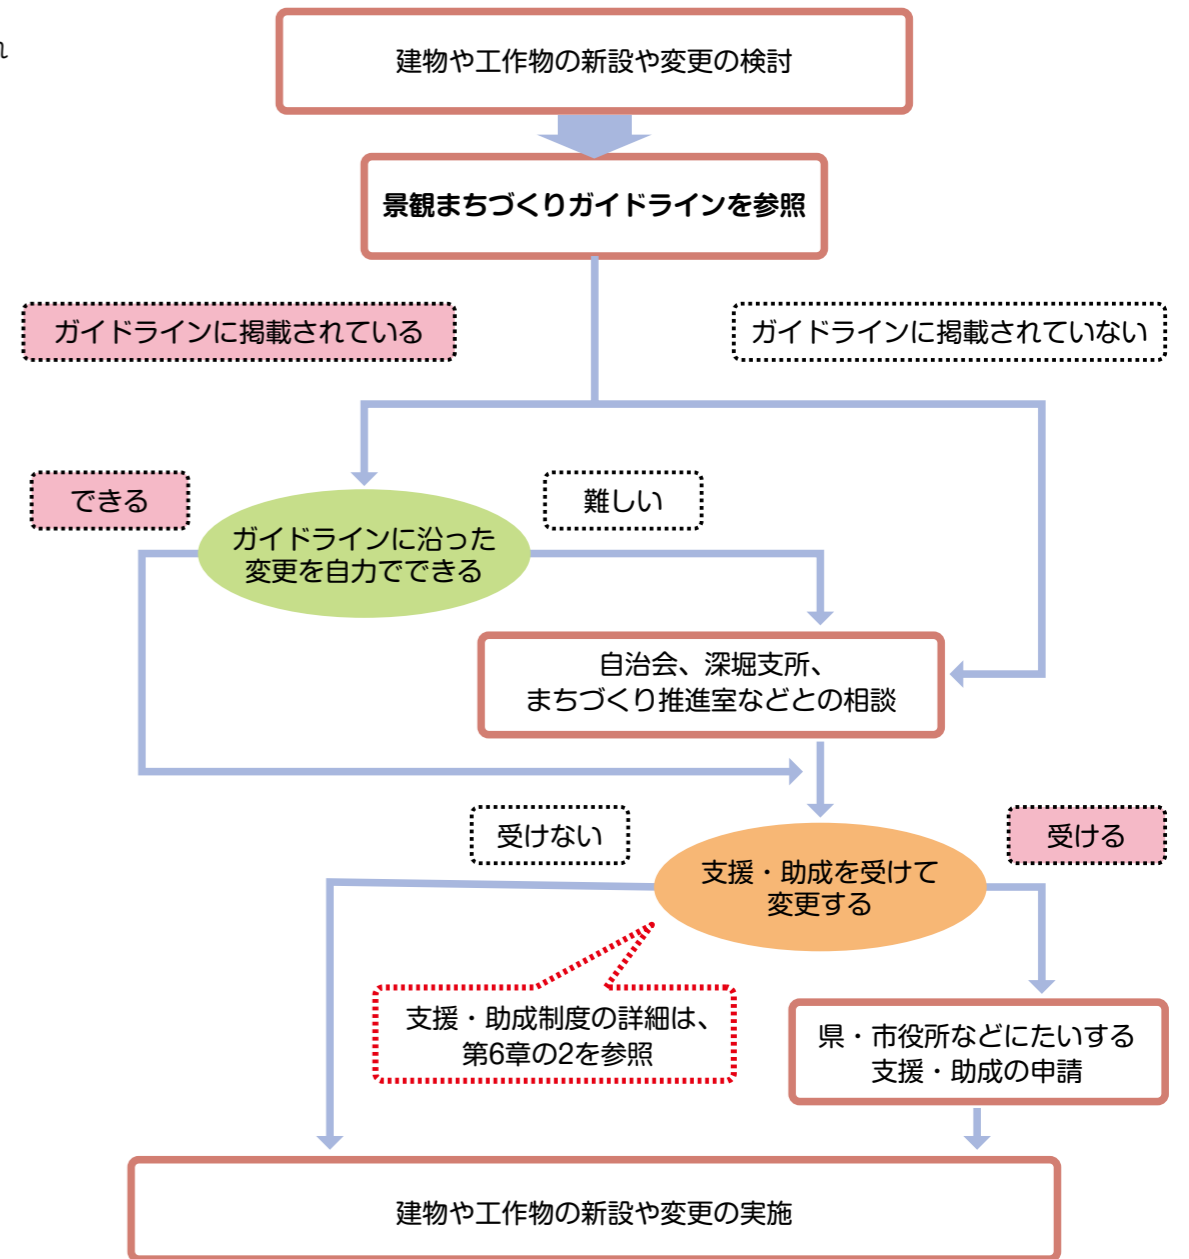 れ
建物や工作物の新設や変更の検討
景観まちづくりガイドラインを参照
ガイドラインに掲載されている
ガイドラインに掲載されていない
できる
難しい
ガイドラインに沿った
変更を自力でできる
自治会、深堀支所、
まちづくり推進室などとの相談
受けない
受ける
支援・助成を受けて
変更する
支援・助成制度の詳細は、
第6章の2を参照
県・市役所などにたいする
支援・助成の申請
建物や工作物の新設や変更の実施